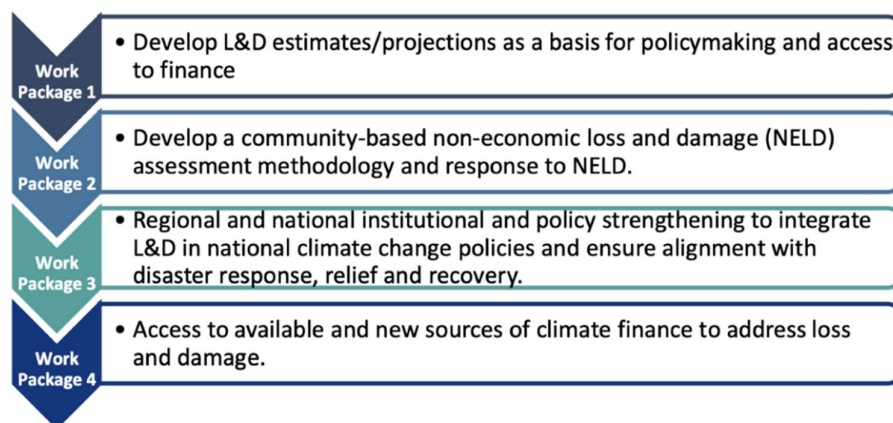 Work
Package 1
• Develop L&D estimates/projections as a basis for policymaking and access
to finance
Work
Package 2
• Develop a community-based non-economic loss and damage (NELD)
assessment methodology and response to NELD.
Work
Package 3
• Regional and national institutional and policy strengthening to integrate
L&D in national climate change policies and ensure alignment with
disaster response, relief and recovery.
Work
Package 4
• Access to available and new sources of climate finance to address loss
and damage.